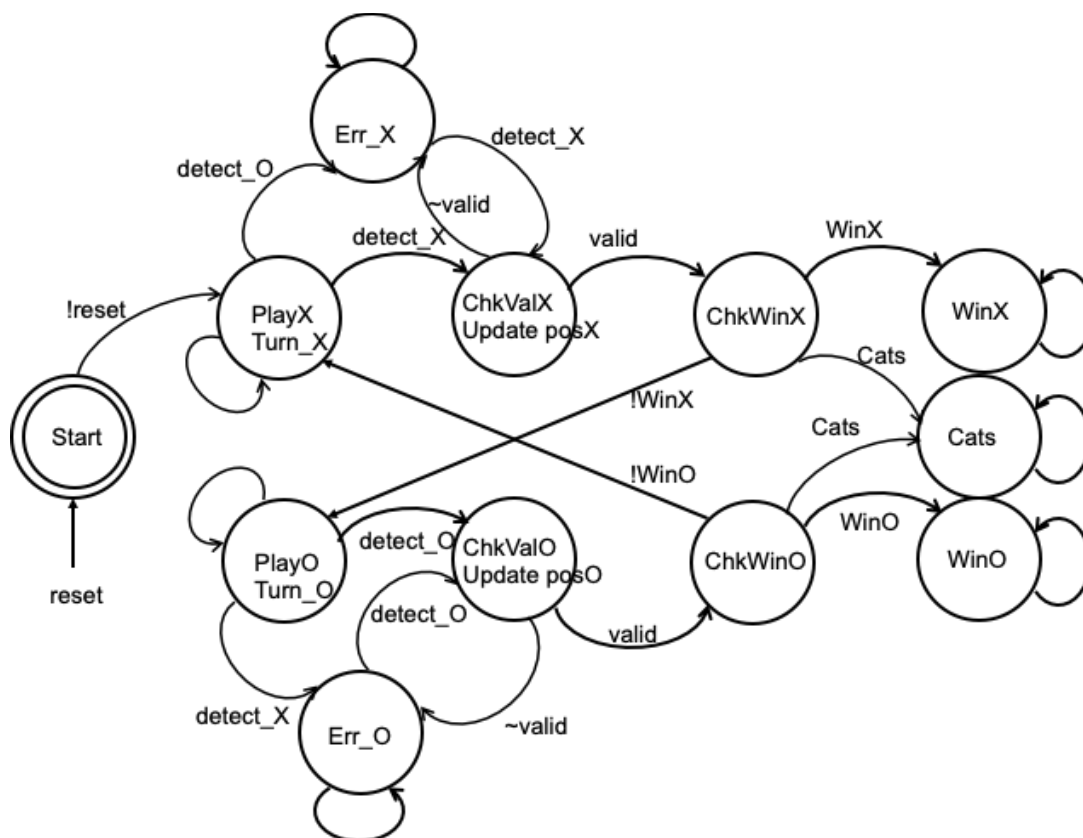 Err_X
detect_X
detect_O
~valid
detect_X
valid
WinX
!reset
PlayX
Turn_X
ChkValX
Update posX
ChkWinX
WinX
Cats
!WinX
Start
Cats
Cats
!WinO
reset
PlayO
Turn_O
detect_O
ChkValO
Update posO
ChkWinO
WinO
WinO
detect_O
valid
detect_X
Err_O
~valid